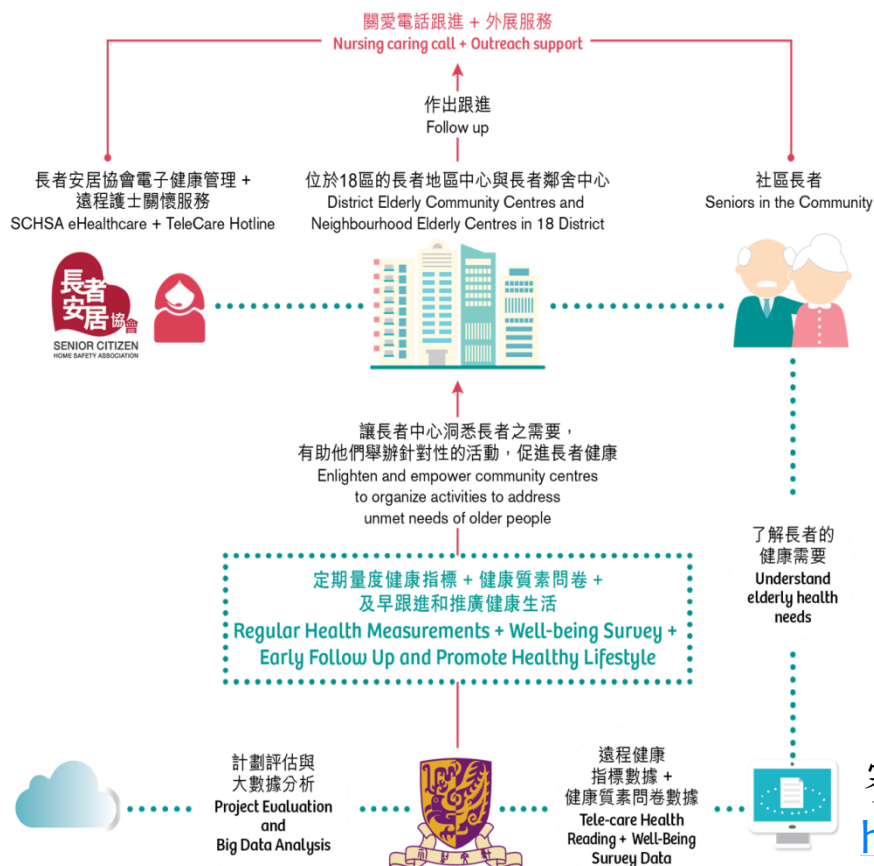 關愛電話跟進 + 外展服務
Nursing caring call + Outreach support
作出跟進
Follow up
長者安居協會電子健康管理 +
遠程護士關懷服務
SCHSA eHealthcare + TeleCare Hotline
位於18區的長者地區中心與長者鄰舍中心
District Elderly Community Centres and
Neighbourhood Elderly Centres in 18 District
社區長者
Seniors in the Community
長者
安居協會
SENIOR CITIZEN
HOME SAFETY ASSOCIATION
讓長者中心洞悉長者之需要，
有助他們舉辦針對性的活動，促進長者健康
Enlighten and empower community centres
to organize activities to address
unmet needs of older people
了解長者的
健康需要
Understand
elderly health
needs
定期量度健康指標 + 健康質素問卷 +
及早跟進和推廣健康生活
Regular Health Measurements + Well-being Survey +
Early Follow Up and Promote Healthy Lifestyle
計劃評估與
大數據分析
Project Evaluation
and
Big Data Analysis
遠程健康
指標數據 +
健康質素問卷數據
Tele-care Health
Reading + Well-Being
Survey Data
h